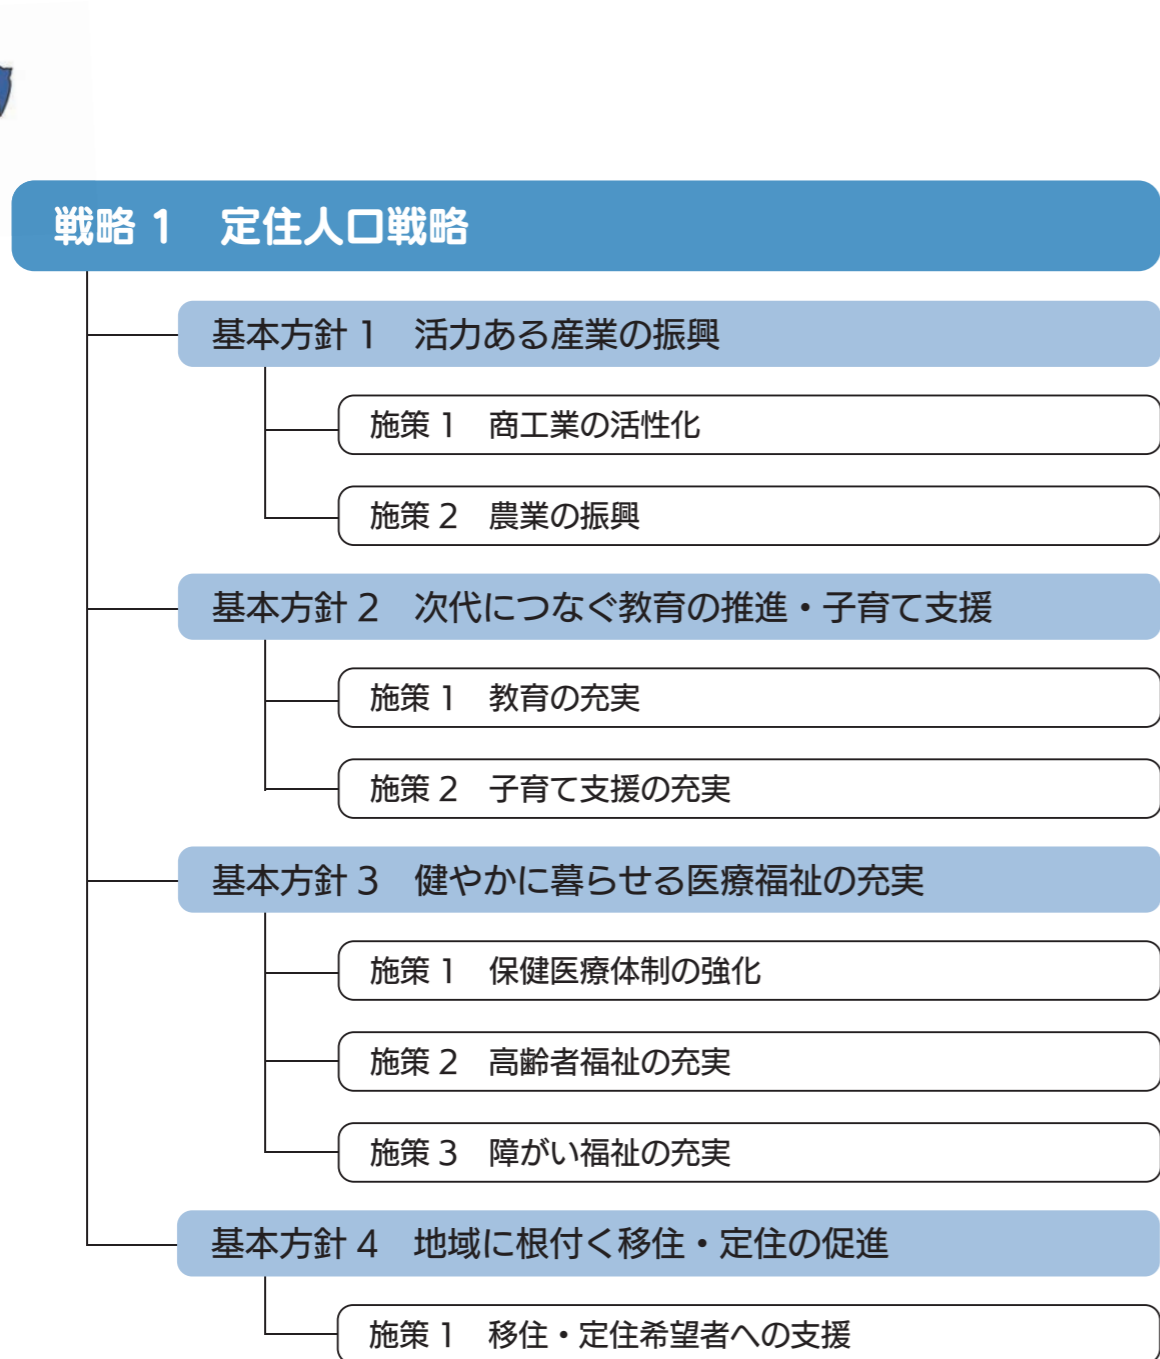 戦略 1　定住人口戦略
基本方針 1　活力ある産業の振興
施策 1　商工業の活性化
施策 2　農業の振興
基本方針 2　次代につなぐ教育の推進・子育て支援
施策 1　教育の充実
施策 2　子育て支援の充実
基本方針 3　健やかに暮らせる医療福祉の充実
施策 1　保健医療体制の強化
施策 2　高齢者福祉の充実
施策 3　障がい福祉の充実
基本方針 4　地域に根付く移住・定住の促進
施策 1　移住・定住希望者への支援